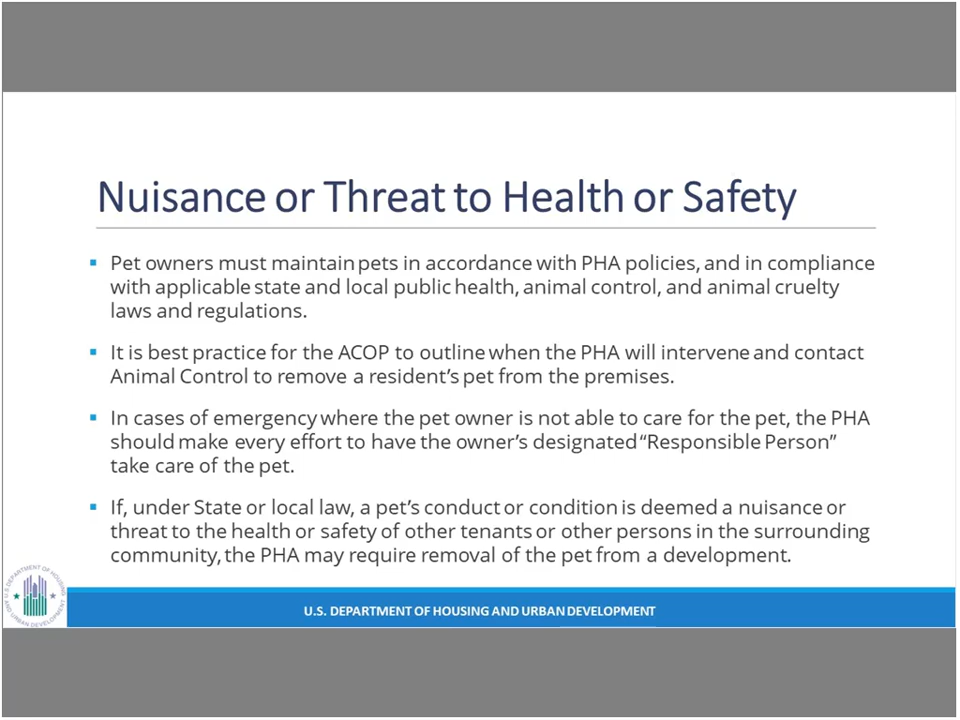 Nuisance or Threat to Health or Safety
▪ Pet owners must maintain pets in accordance with PHA policies, and in compliance
with applicable state and local public health, animal control, and animal cruelty
laws and regulations.
▪ It is best practice for the ACOP to outline when the PHA will intervene and contact
Animal Control to remove a resident's pet from the premises.
▪ In cases of emergency where the pet owner is not able to care for the pet, the PHA
should make every effort to have the owner's designated “Responsible Person”
take care of the pet.
▪ If, under State or local law, a pet's conduct or condition is deemed a nuisance or
threat to the health or safety of other tenants or other persons in the surrounding
community, the PHA may require removal of the pet from a development.
U.S. DEPARTMENT OF HOUSING
AND URBAN DEVELOPMENT
U.S. DEPARTMENT OF HOUSING AND URBAN DEVELOPMENT